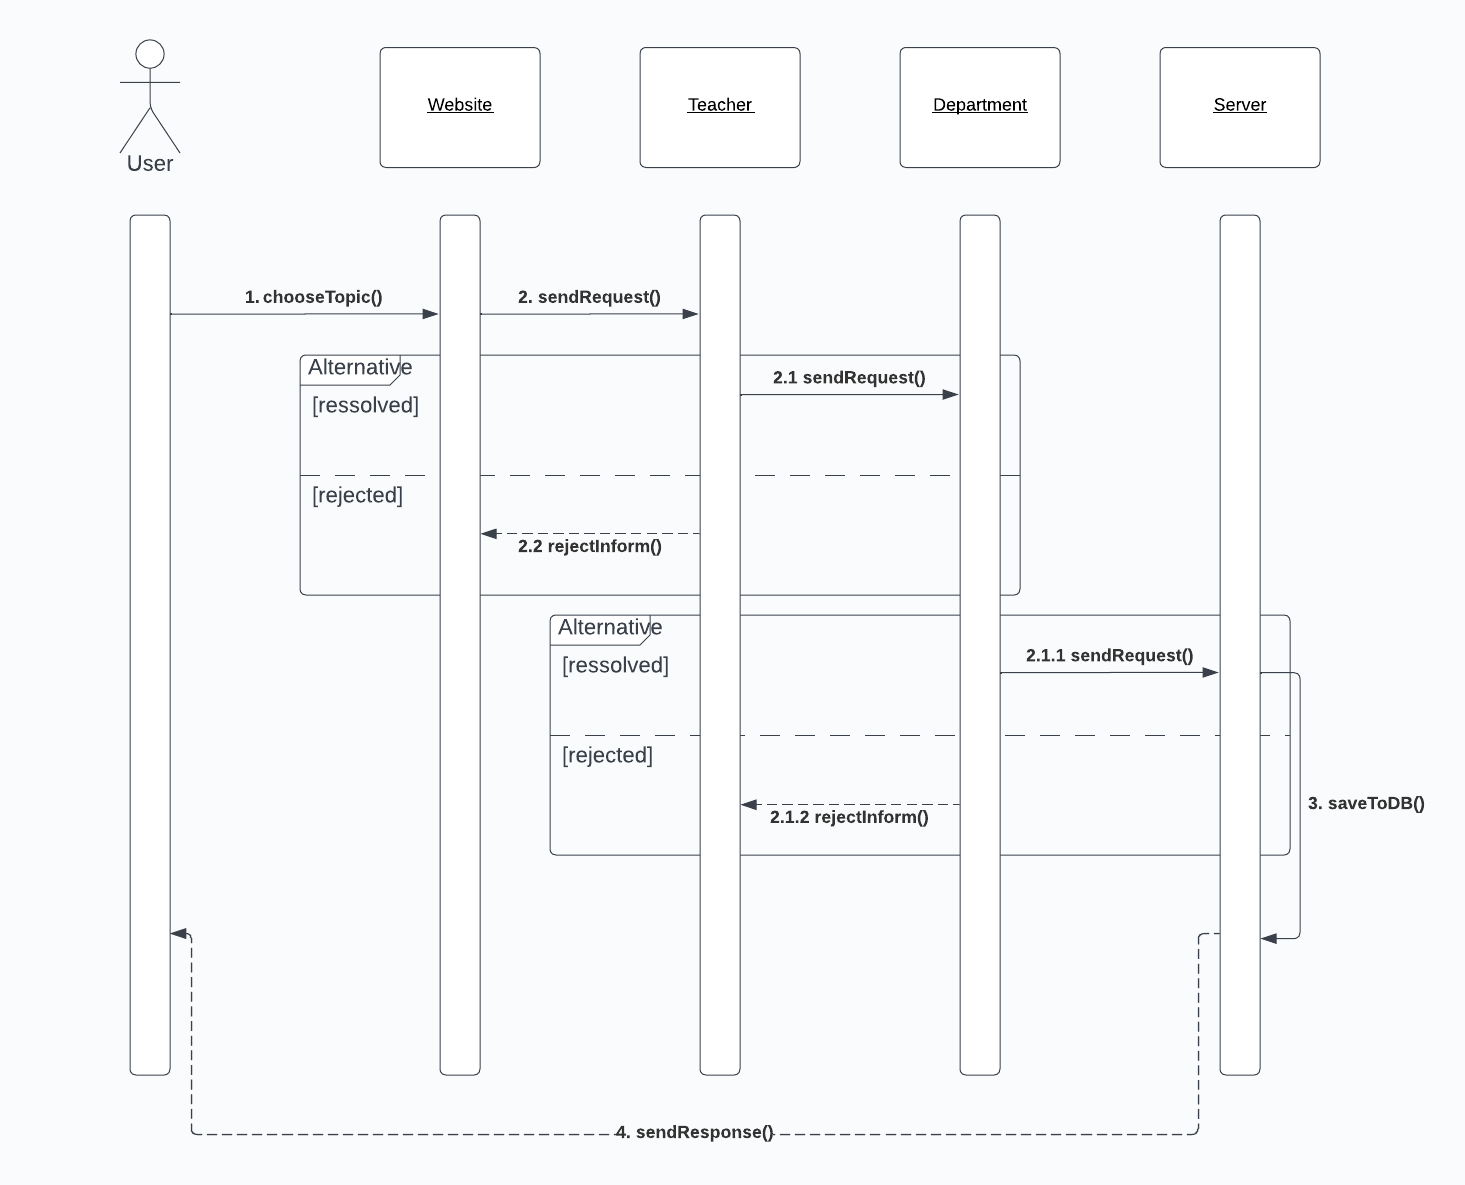 User
Website
Teacher
Department
Server
1. chooseTopic()
2. sendRequest()
Alternative
2.1 sendRequest()
[ressolved]
[rejected]
2.2 rejectInform()
Alternative
2.1.1 sendRequest()
[ressolved]
[rejected]
3. saveToDB()
2.1.2 rejectInform()
4. sendResponse()